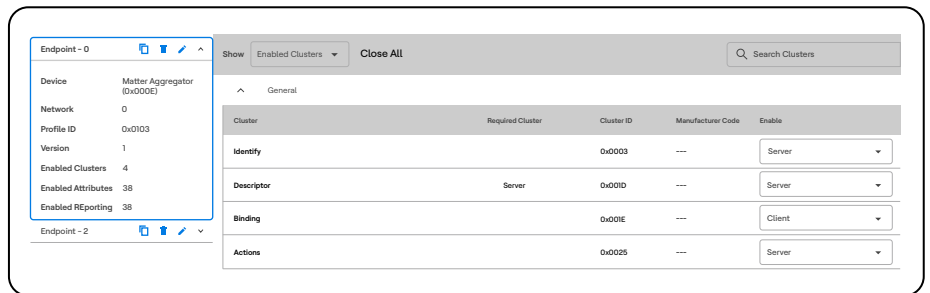 Endpoint - 0
Device Matter Aggregator
(0x000E)
Network 0
Profile ID 0x0103
Version 1
Enabled Clusters 4
Enabled Attributes 38
Enabled REporting 38
Endpoint - 2
Show Enabled Clusters Close All Search Clusters
General
Cluster Required Cluster Cluster ID Manufacturer Code Enable
Identify 0x0003 --- Server
Descriptor Server 0x001D --- Server
Binding 0x001E --- Client
Actions 0x0025 --- Server